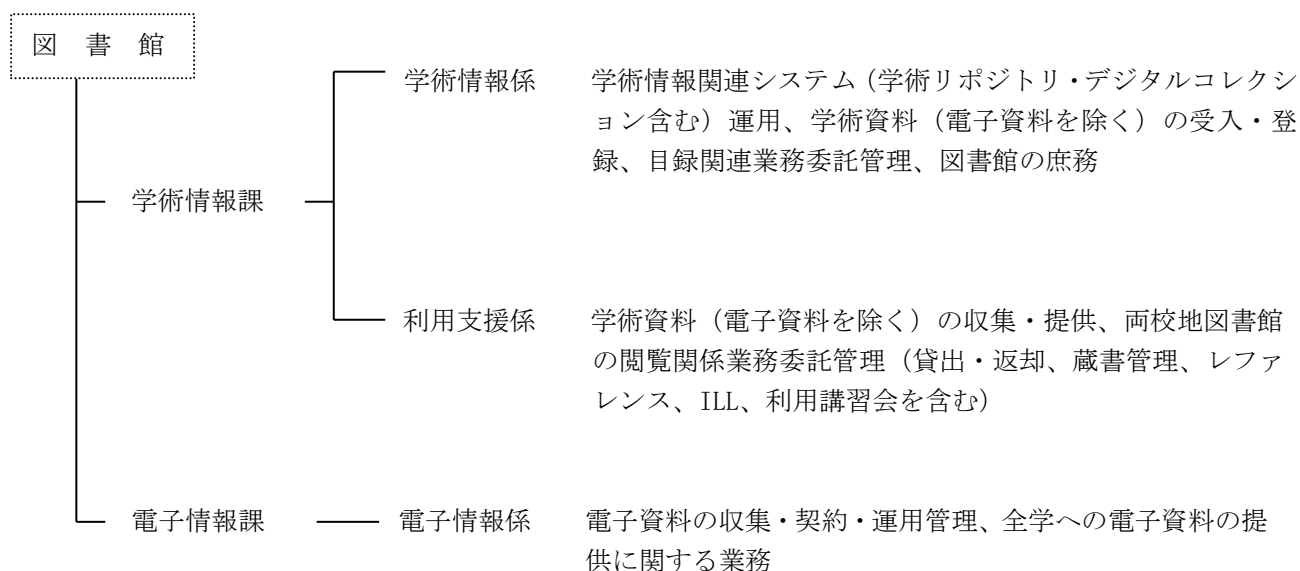 図書館
学術情報係
学術情報関連システム（学術リポジトリ・デジタルコレクシ
ョン含む）運用、学術資料（電子資料を除く）の受入・登
録、目録関連業務委託管理、図書館の庶務
学術情報課
利用支援係
学術資料（電子資料を除く）の収集・提供、両校地図書館
の閲覧関係業務委託管理（貸出・返却、蔵書管理、レファ
レンス、ILL、利用講習会を含む）
電子情報課
電子情報係
電子資料の収集・契約・運用管理、全学への電子資料の提
供に関する業務